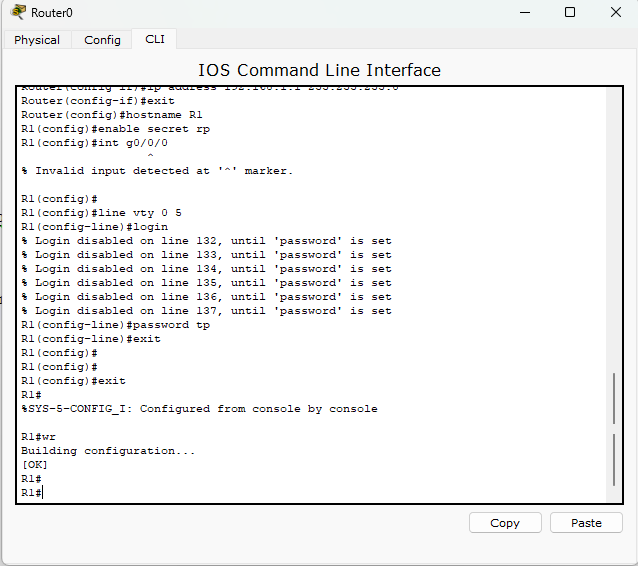 Router0
Physical Config CLI
IOS Command Line Interface
Router(config-if)#ip address 192.168.1.1 255.255.255.0
Router(config-if)#exit
Router(config)#hostname R1
R1(config)#enable secret rp
R1(config)#int g0/0/0
^
% Invalid input detected at '^' marker.
R1(config)#
R1(config)#line vty 0 5
R1(config-line)#login
% Login disabled on line 132, until 'password' is set
% Login disabled on line 133, until 'password' is set
% Login disabled on line 134, until 'password' is set
% Login disabled on line 135, until 'password' is set
% Login disabled on line 136, until 'password' is set
% Login disabled on line 137, until 'password' is set
R1(config-line)#password tp
R1(config-line)#exit
R1(config)#
R1(config)#
R1(config)#exit
R1#
%SYS-5-CONFIG_I: Configured from console by console
R1#wr
Building configuration...
[OK]
R1#
R1#
Copy Paste